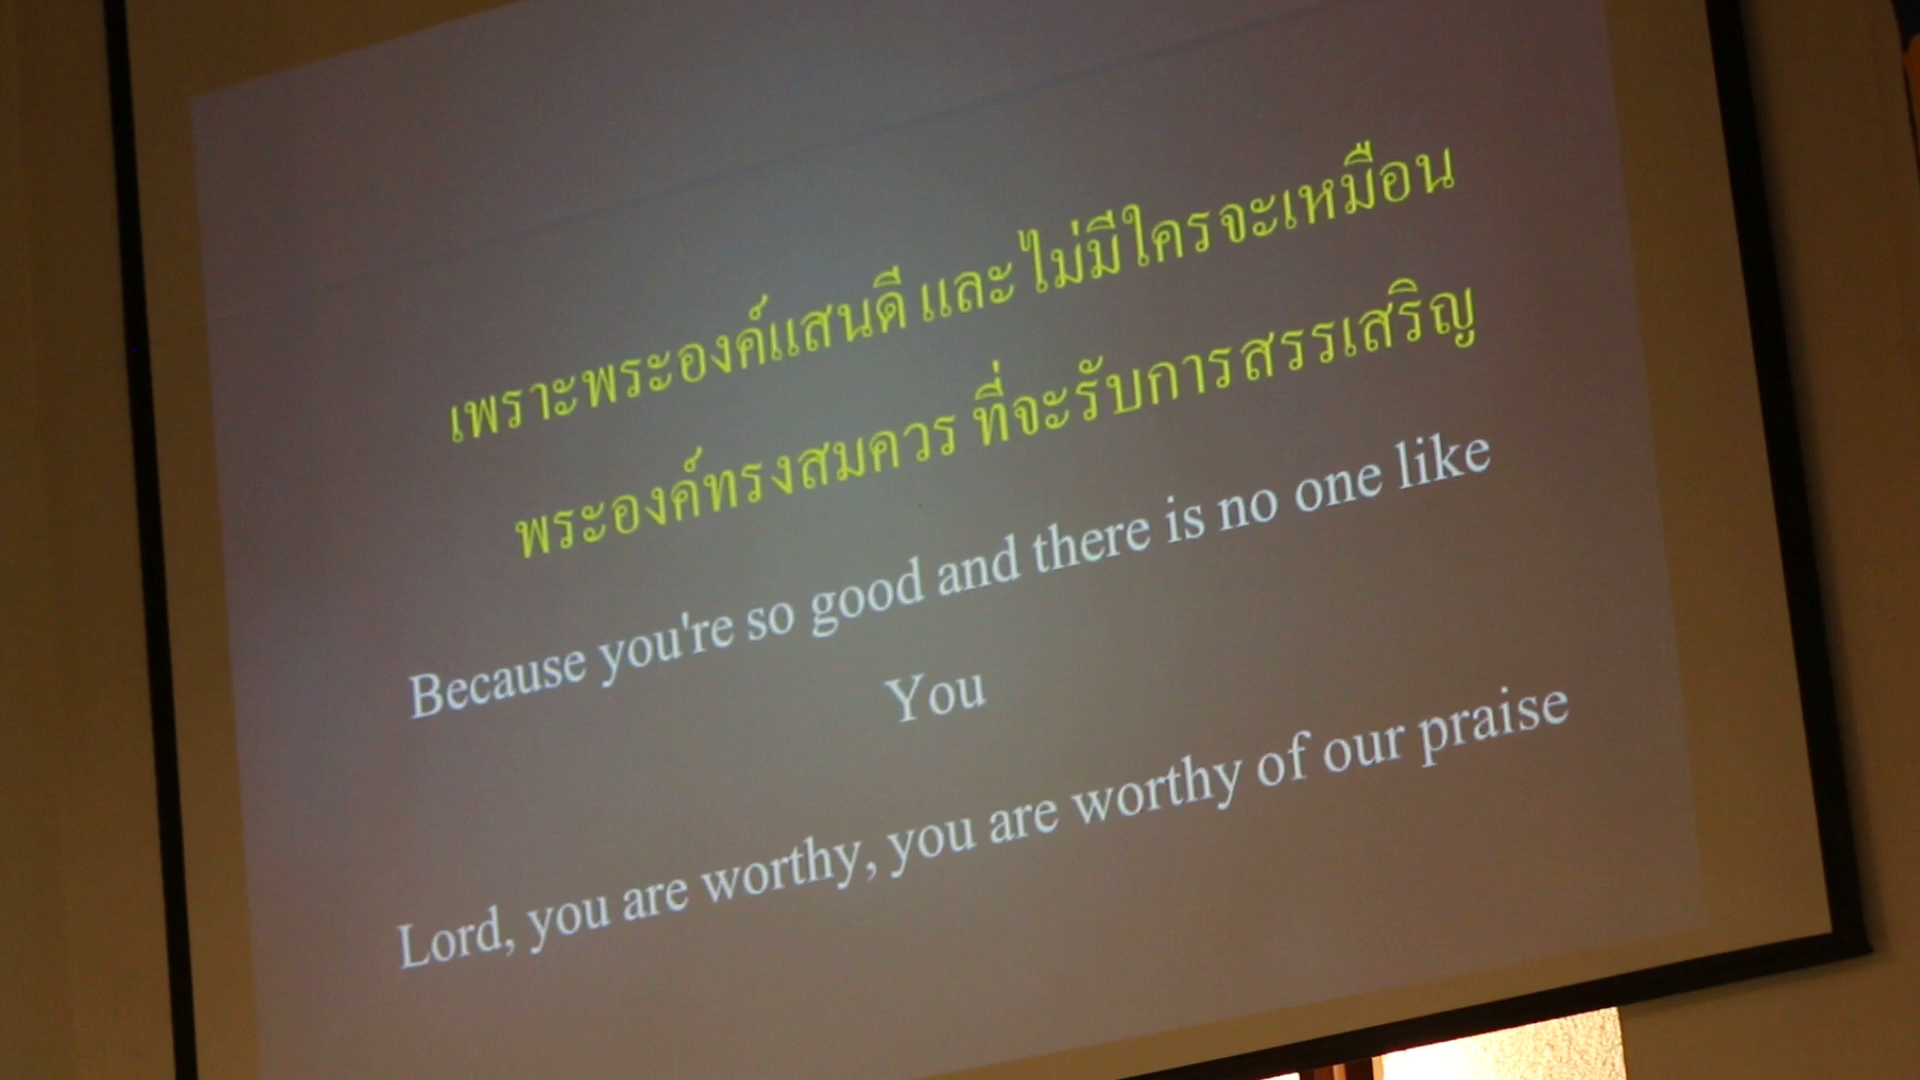 เพราะพระองค์แสนดี และ ไม่มีใครจะเหมือน
พระองค์ทรงสมควร ที่จะรับการสรรเสริญ
Because you're so good and there is no one like
You
Lord, you are worthy, you are worthy of our praise